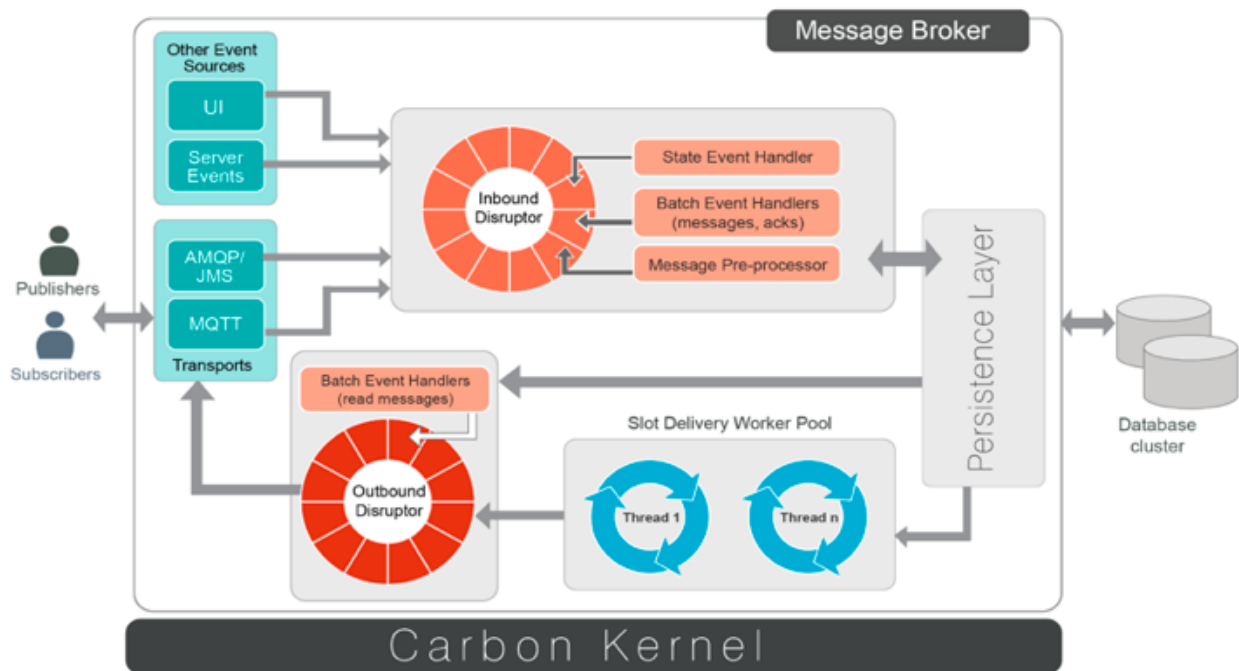 Message Broker
Other Event
Sources
UI
Server
Events
Inbound
Disruptor
State Event Handler
Batch Event Handlers
(messages, acks)
Message Pre-processor
Publishers
Subscribers
AMQP/
JMS
MQTT
Transports
Persistence Layer
Database
cluster
Batch Event Handlers
(read messages)
Outbound
Disruptor
Slot Delivery Worker Pool
Thread 1
Thread n
Carbon Kernel